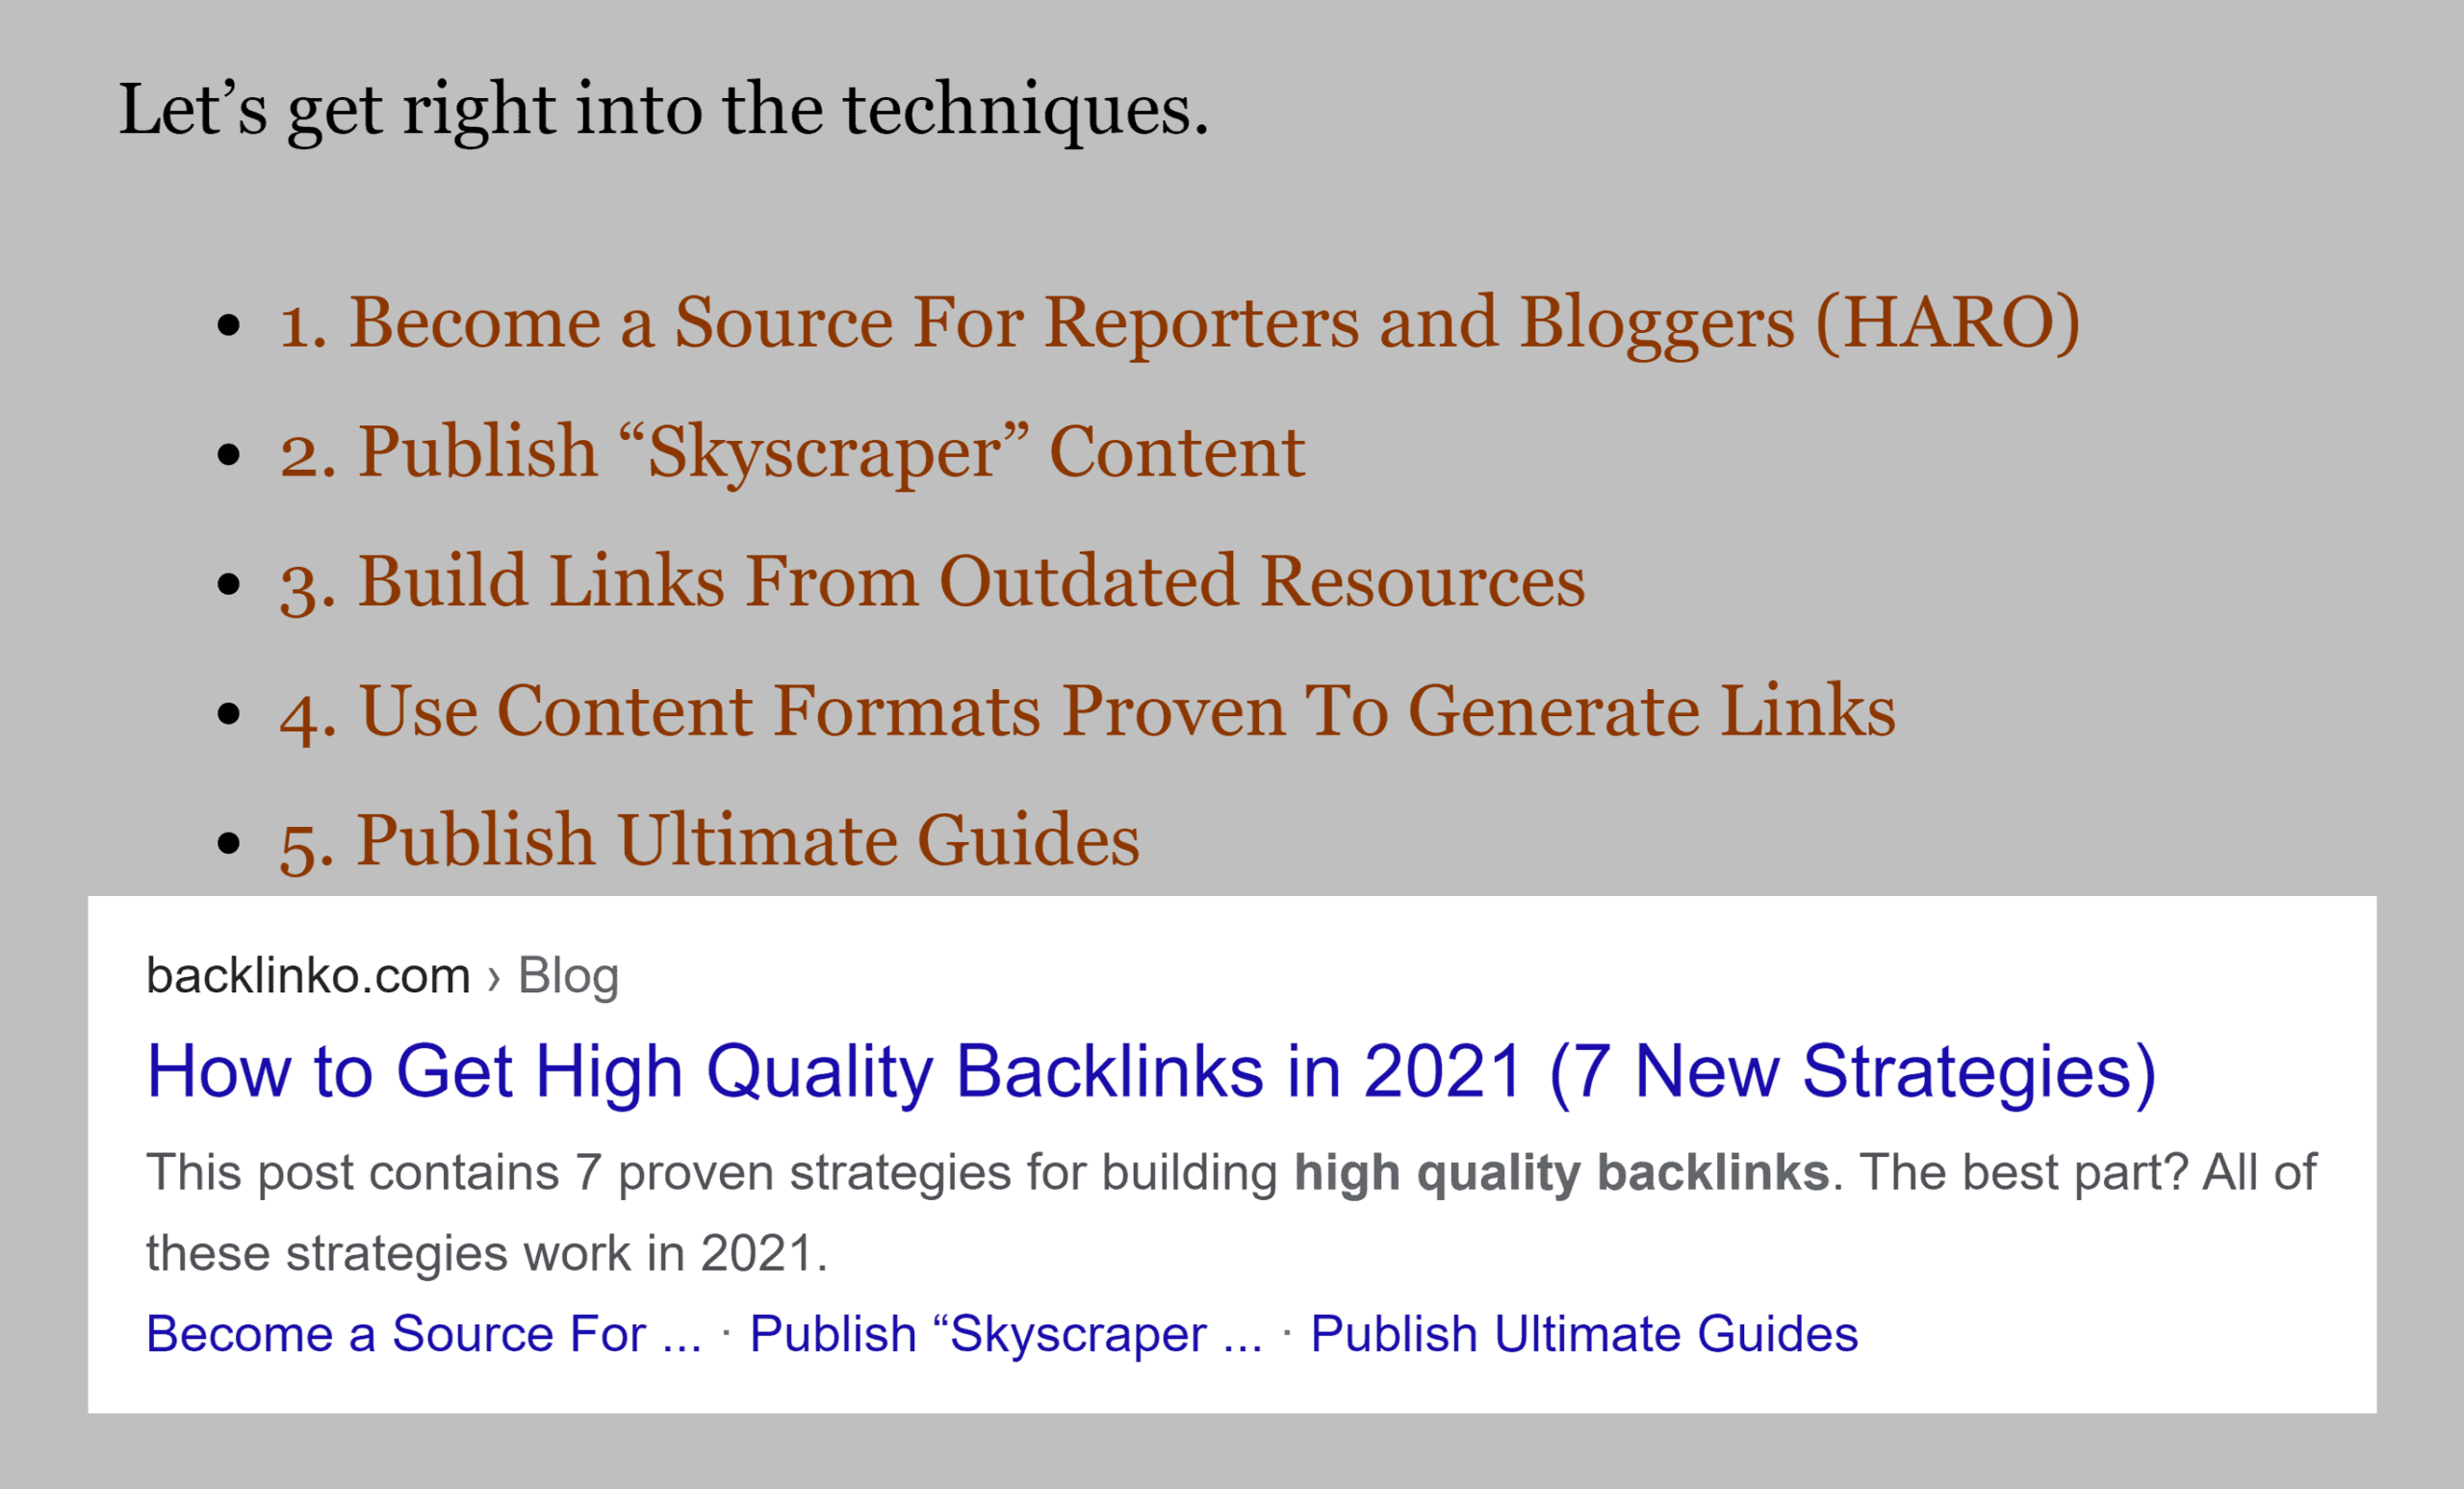 Let’s get right into the techniques.
• 1. Become a Source For Reporters and Bloggers (HARO)
• 2. Publish “Skyscraper” Content
• 3. Build Links From Outdated Resources
• 4. Use Content Formats Proven To Generate Links
• 5. Publish Ultimate Guides
backlinko.com › Blog
How to Get High Quality Backlinks in 2021 (7 New Strategies)
This post contains 7 proven strategies for building high quality backlinks. The best part? All of
these strategies work in 2021.
Become a Source For ... · Publish “Skyscraper ... · Publish Ultimate Guides